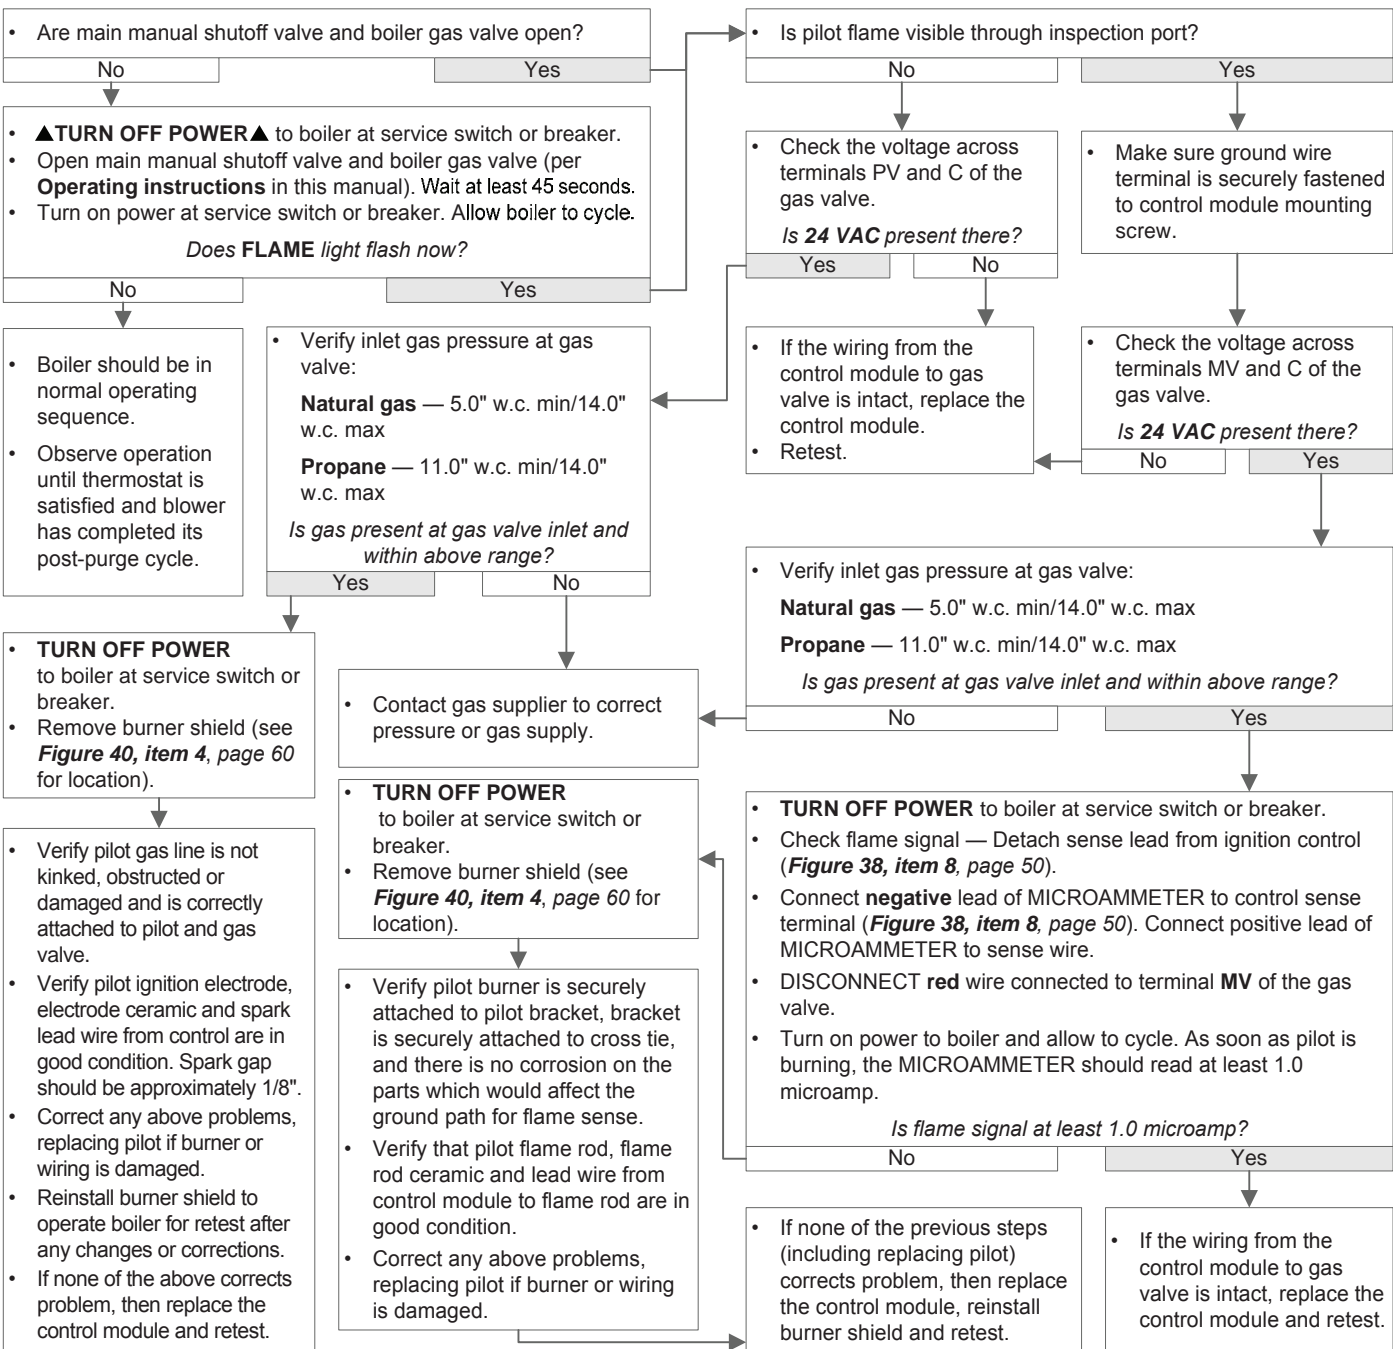 • Are main manual shutoff valve and boiler gas valve open?
No
Yes
• ▲TURN OFF POWER▲ to boiler at service switch or breaker.
• Open main manual shutoff valve and boiler gas valve (per
Operating instructions in this manual). Wait at least 45 seconds.
• Turn on power at service switch or breaker. Allow boiler to cycle.
Does FLAME light flash now?
No
Yes
• Boiler should be in
normal operating
sequence.
• Observe operation
until thermostat is
satisfied and blower
has completed its
post-purge cycle.
• Verify inlet gas pressure at gas
valve:
Natural gas — 5.0" w.c. min/14.0"
w.c. max
Propane — 11.0" w.c. min/14.0"
w.c. max
Is gas present at gas valve inlet and
within above range?
Yes
No
• TURN OFF POWER
to boiler at service switch or
breaker.
• Remove burner shield (see
Figure 40, item 4, page 60
for location).
• Verify pilot gas line is not
kinked, obstructed or
damaged and is correctly
attached to pilot and gas
valve.
• Verify pilot ignition electrode,
electrode ceramic and spark
lead wire from control are in
good condition. Spark gap
should be approximately 1/8".
• Correct any above problems,
replacing pilot if burner or
wiring is damaged.
• Reinstall burner shield to
operate boiler for retest after
any changes or corrections.
• If none of the above corrects
problem, then replace the
control module and retest.
• Contact gas supplier to correct
pressure or gas supply.
• TURN OFF POWER
to boiler at service switch or
breaker.
• Remove burner shield (see
Figure 40, item 4, page 60 for
location).
• Verify pilot burner is securely
attached to pilot bracket, bracket
is securely attached to cross tie,
and there is no corrosion on the
parts which would affect the
ground path for flame sense.
• Verify that pilot flame rod, flame
rod ceramic and lead wire from
control module to flame rod are in
good condition.
• Correct any above problems,
replacing pilot if burner or wiring
is damaged.
• Is pilot flame visible through inspection port?
No
Yes
• Check the voltage across
terminals PV and C of the
gas valve.
Is 24 VAC present there?
Yes
No
• If the wiring from the
control module to gas
valve is intact, replace the
control module.
• Retest.
• Make sure ground wire
terminal is securely fastened
to control module mounting
screw.
• Check the voltage across
terminals MV and C of the
gas valve.
Is 24 VAC present there?
No
Yes
• Verify inlet gas pressure at gas valve:
Natural gas — 5.0" w.c. min/14.0" w.c. max
Propane — 11.0" w.c. min/14.0" w.c. max
Is gas present at gas valve inlet and within above range?
No
Yes
• TURN OFF POWER to boiler at service switch or breaker.
• Check flame signal — Detach sense lead from ignition control
(Figure 38, item 8, page 50).
• Connect negative lead of MICROAMMETER to control sense
terminal (Figure 38, item 8, page 50). Connect positive lead of
MICROAMMETER to sense wire.
• DISCONNECT red wire connected to terminal MV of the gas
valve.
• Turn on power to boiler and allow to cycle. As soon as pilot is
burning, the MICROAMMETER should read at least 1.0
microamp.
Is flame signal at least 1.0 microamp?
No
Yes
• If none of the previous steps
(including replacing pilot)
corrects problem, then replace
the control module, reinstall
burner shield and retest.
• If the wiring from the
control module to gas
valve is intact, replace the
control module and retest.